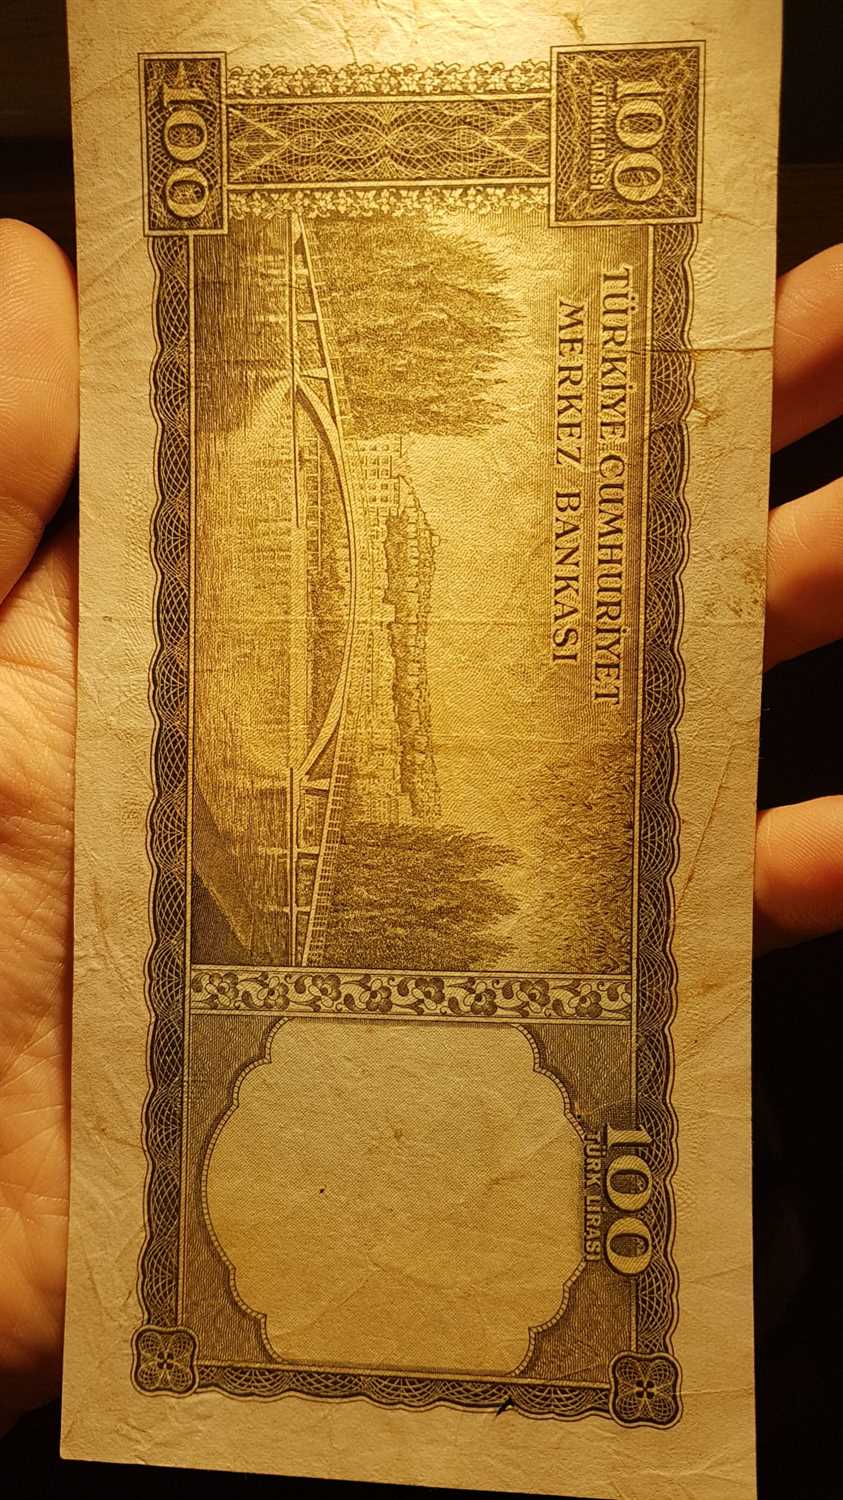 100
100
TÜRK LİRASI
TÜRKİYE CUMHURİYET
MERKEZ BANKASI
100
TÜRK LİRASI